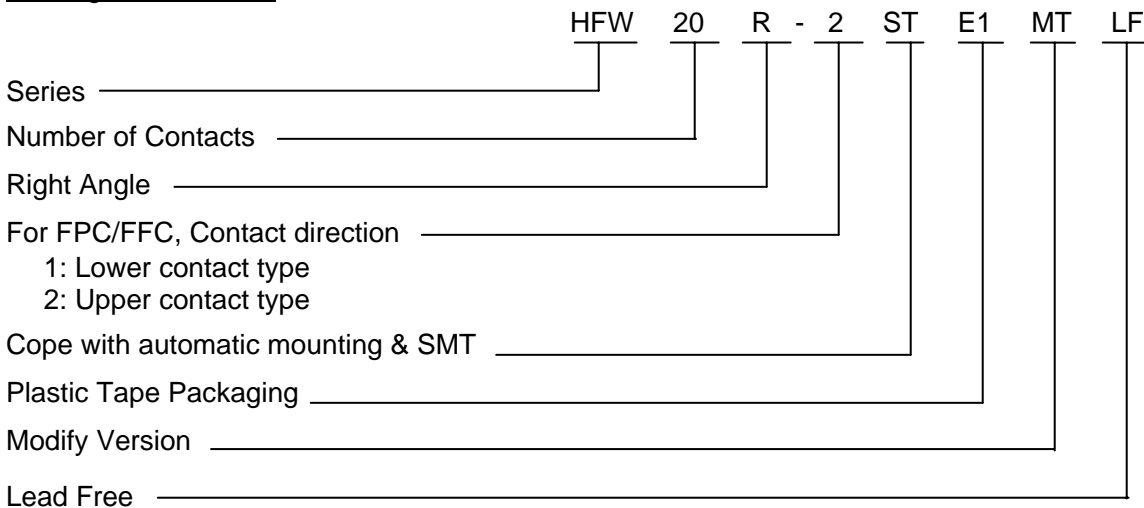 HFW 20 R - 2 ST E1 MT LF
Series
Number of Contacts
Right Angle
For FPC/FFC, Contact direction
1: Lower contact type
2: Upper contact type
Cope with automatic mounting & SMT
Plastic Tape Packaging
Modify Version
Lead Free